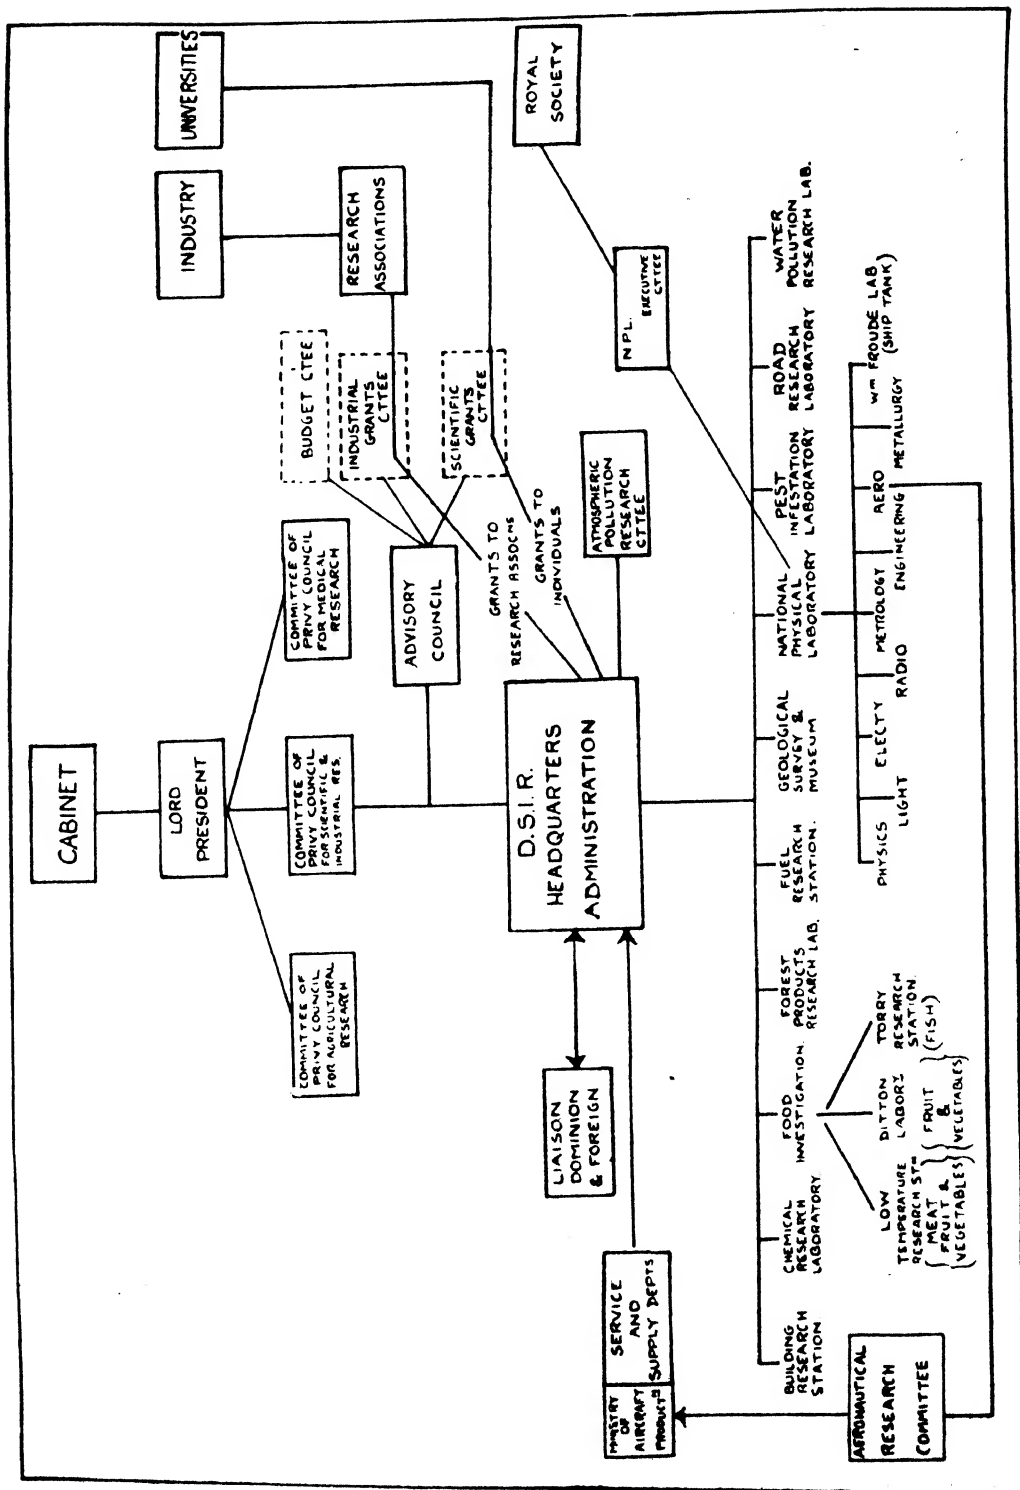 CABINET
LORD
PRESIDENT
INDUSTRY
UNIVERSITIES
COMMITTEE OF
PRIVY COUNCIL
FOR AGRICULTURAL
RESEARCH
COMMITTEE OF
PRIVY COUNCIL
FOR SCIENTIFIC &
INDUSTRIAL RES.
COMMITTEE OF
PRIVY COUNCIL
FOR MEDICAL
RESEARCH
BUDGET CTEE
INDUSTRIAL
GRANTS
CTTEE
RESEARCH
ASSOCIATIONS
ADVISORY
COUNCIL
SCIENTIFIC
GRANTS
CTTEE
GRANTS TO
RESEARCH ASSOCNS
GRANTS TO
INDIVIDUALS
D.S.I.R.
HEADQUARTERS
ADMINISTRATION
LIAISON
DOMINION
& FOREIGN
ROYAL
SOCIETY
ATMOSPHERIC
POLLUTION
RESEARCH
CTTEE
N.P.L.
EXECUTIVE
CTTEE
MINISTRY
OF
AIRCRAFT
PRODUCTN
SERVICE
AND
SUPPLY DEPTS
BUILDING
RESEARCH
STATION
CHEMICAL
RESEARCH
LABORATORY.
FOOD
INVESTIGATION.
FOREST
PRODUCTS
RESEARCH LAB.
FUEL
RESEARCH
STATION.
GEOLOGICAL
SURVEY &
MUSEUM
NATIONAL
PHYSICAL
LABORATORY
PEST
INFESTATION
LABORATORY
ROAD
RESEARCH
LABORATORY
WATER
POLLUTION
RESEARCH LAB.
LOW
TEMPERATURE
RESEARCH STN
(MEAT
FRUIT &
VEGETABLES)
DITTON
LABORY
(FRUIT
&
VEGETABLES)
TORRY
RESEARCH
STATION.
(FISH)
PHYSICS
LIGHT
ELECTY
RADIO
METROLOGY
ENGINEERING
AERO
METALLURGY
WM FROUDE LAB
(SHIP TANK)
AERONAUTICAL
RESEARCH
COMMITTEE